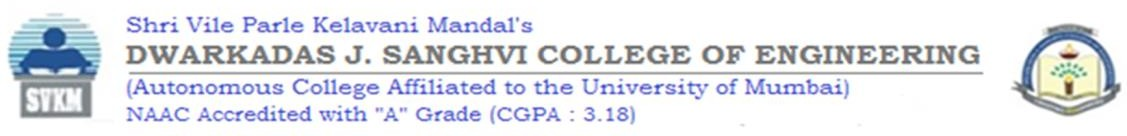 Shri Vile Parle Kelavani Mandal's
DWARKADAS J. SANGHVI COLLEGE OF ENGINEERING
(Autonomous College Affiliated to the University of Mumbai)
NAAC Accredited with "A" Grade (CGPA : 3.18)
SVKM